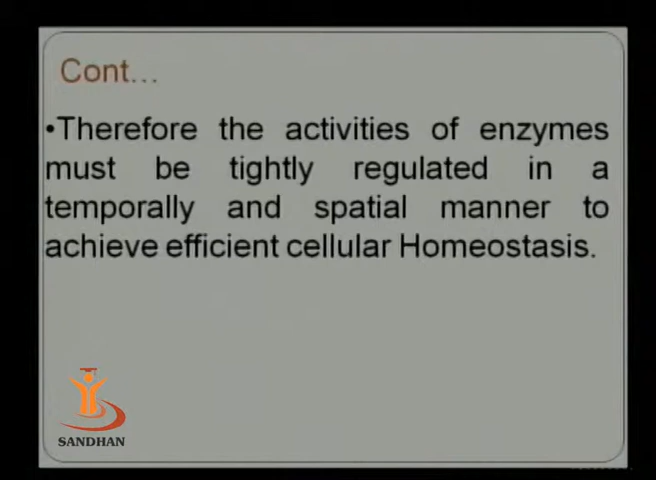 Cont...
•Therefore the activities of enzymes
must be tightly regulated in a
temporally and spatial manner to
achieve efficient cellular Homeostasis.
SANDHAN